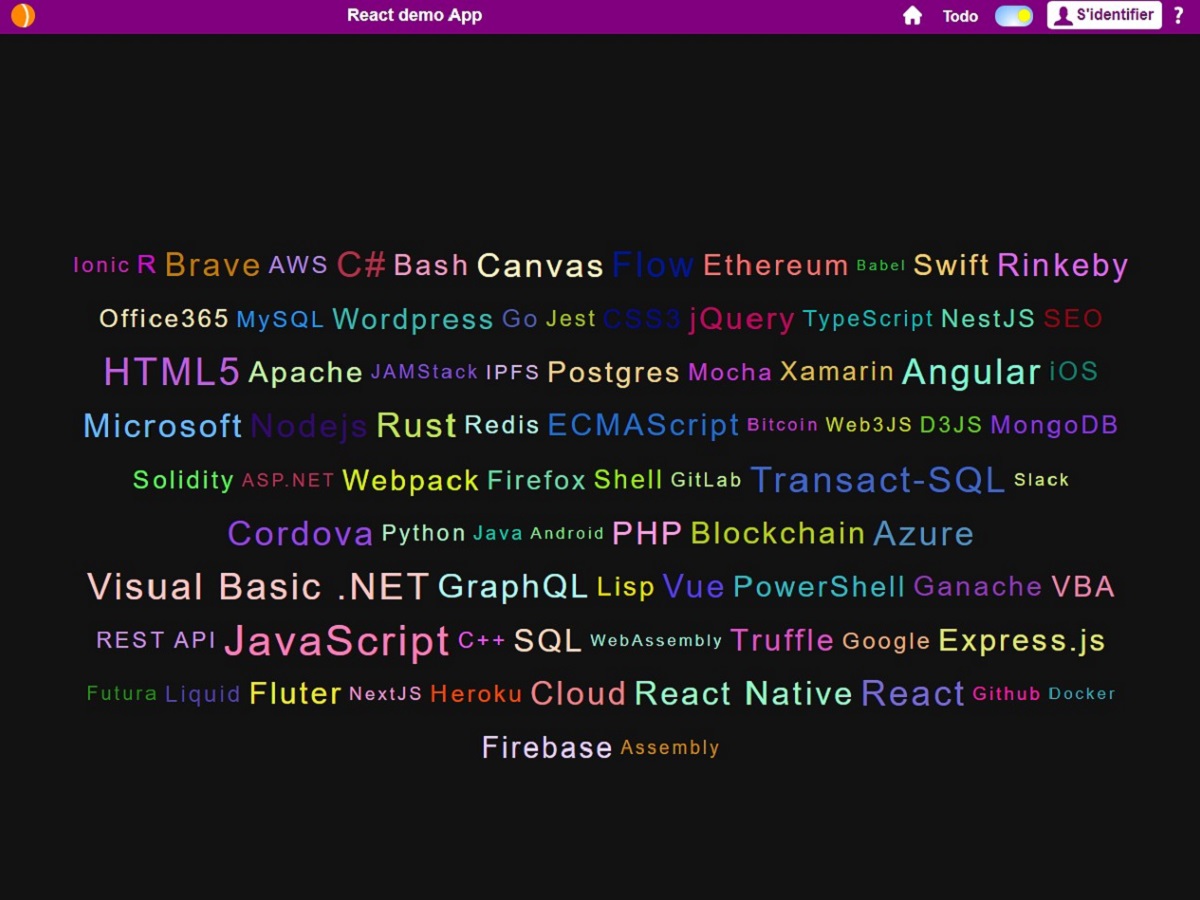 React demo App Todo S'identifier ?
Ionic R Brave AWS C# Bash Canvas Flow Ethereum Babel Swift Rinkeby
Office365 MySQL Wordpress Go Jest CSS3 jQuery TypeScript NestJS SEO
HTML5 Apache JAMStack IPFS Postgres Mocha Xamarin Angular iOS
Microsoft Nodejs Rust Redis ECMAScript Bitcoin Web3JS D3JS MongoDB
Solidity ASP.NET Webpack Firefox Shell GitLab Transact-SQL Slack
Cordova Python Java Android PHP Blockchain Azure
Visual Basic .NET GraphQL Lisp Vue PowerShell Ganache VBA
REST API JavaScript C++ SQL WebAssembly Truffle Google Express.js
Futura Liquid Fluter NextJS Heroku Cloud React Native React Github Docker
Firebase Assembly